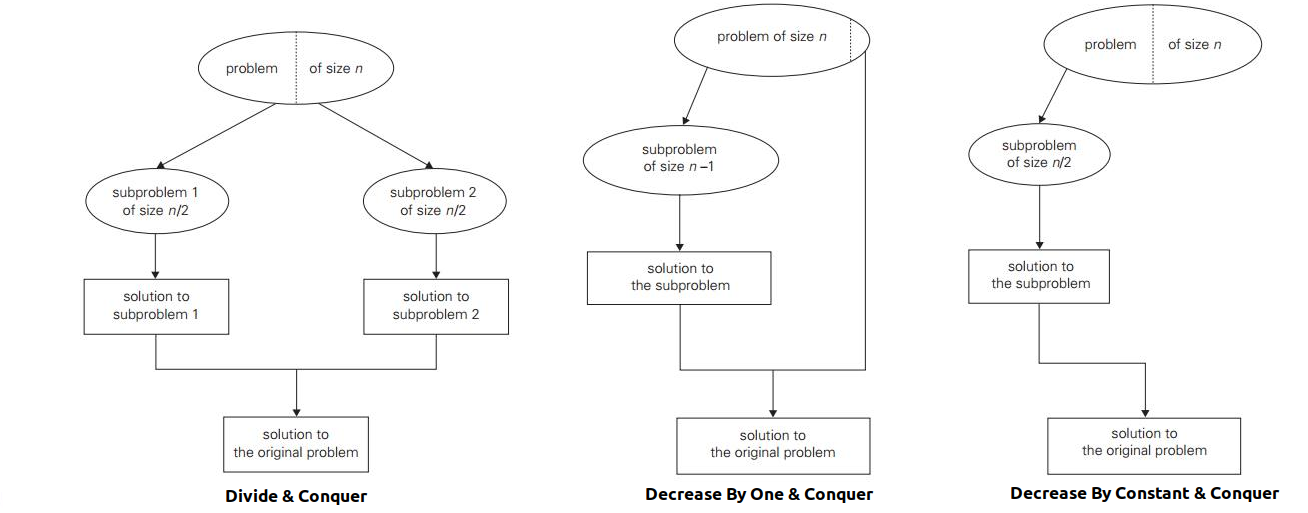 problem of size n
subproblem 1
of size n/2
subproblem 2
of size n/2
solution to
subproblem 1
solution to
subproblem 2
solution to
the original problem
Divide & Conquer
problem of size n
subproblem
of size n –1
solution to
the subproblem
solution to
the original problem
Decrease By One & Conquer
problem of size n
subproblem
of size n/2
solution to
the subproblem
solution to
the original problem
Decrease By Constant & Conquer